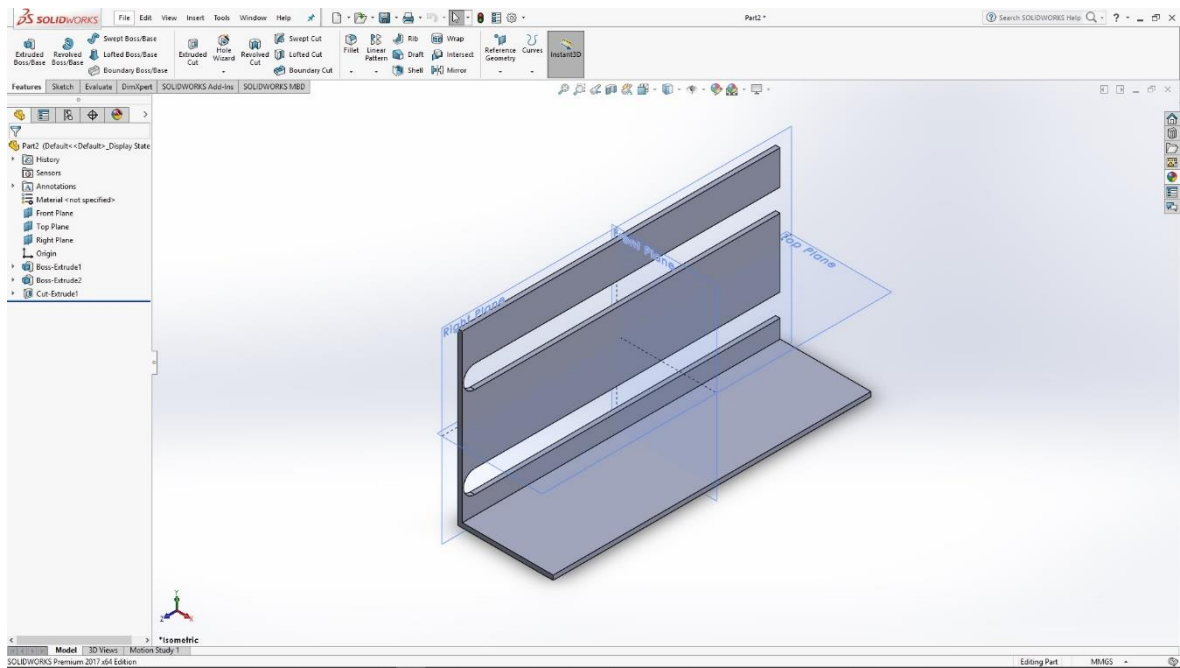 SOLIDWORKS File Edit View Insert Tools Window Help Part2 * Search SOLIDWORKS Help
Extruded Boss/Base
Revolved Boss/Base
Swept Boss/Base
Lofted Boss/Base
Boundary Boss/Base
Extruded Cut
Hole Wizard
Revolved Cut
Swept Cut
Lofted Cut
Boundary Cut
Fillet
Linear Pattern
Rib
Draft
Shell
Wrap
Intersect
Mirror
Reference Geometry
Curves
Instant3D
Features Sketch Evaluate DimXpert SOLIDWORKS Add-Ins SOLIDWORKS MBD
Part2 (Default<<Default>_Display State
History
Sensors
Annotations
Material <not specified>
Front Plane
Top Plane
Right Plane
Origin
Boss-Extrude1
Boss-Extrude2
Cut-Extrude1
Front Plane
Top Plane
Right Plane
*Isometric
Model 3D Views Motion Study 1
SOLIDWORKS Premium 2017 x64 Edition Editing Part MMGS